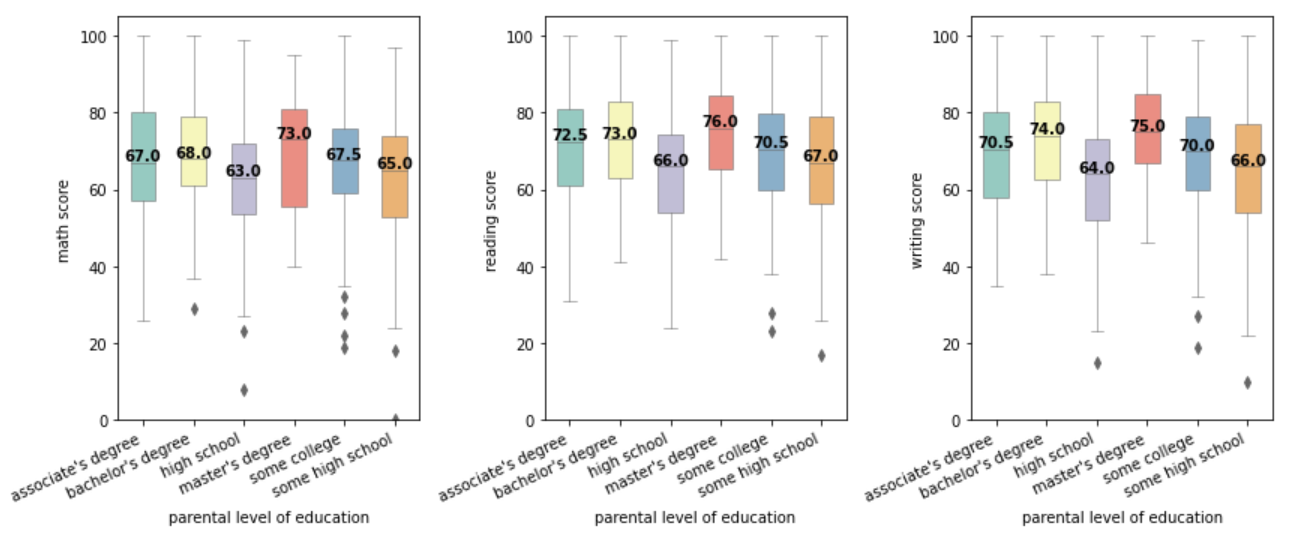 math score
100
80
60
40
20
0
67.0
68.0
63.0
73.0
67.5
65.0
associate's degree
bachelor's degree
high school
master's degree
some college
some high school
parental level of education
reading score
100
80
60
40
20
0
72.5
73.0
66.0
76.0
70.5
67.0
associate's degree
bachelor's degree
high school
master's degree
some college
some high school
parental level of education
writing score
100
80
60
40
20
0
70.5
74.0
64.0
75.0
70.0
66.0
associate's degree
bachelor's degree
high school
master's degree
some college
some high school
parental level of education